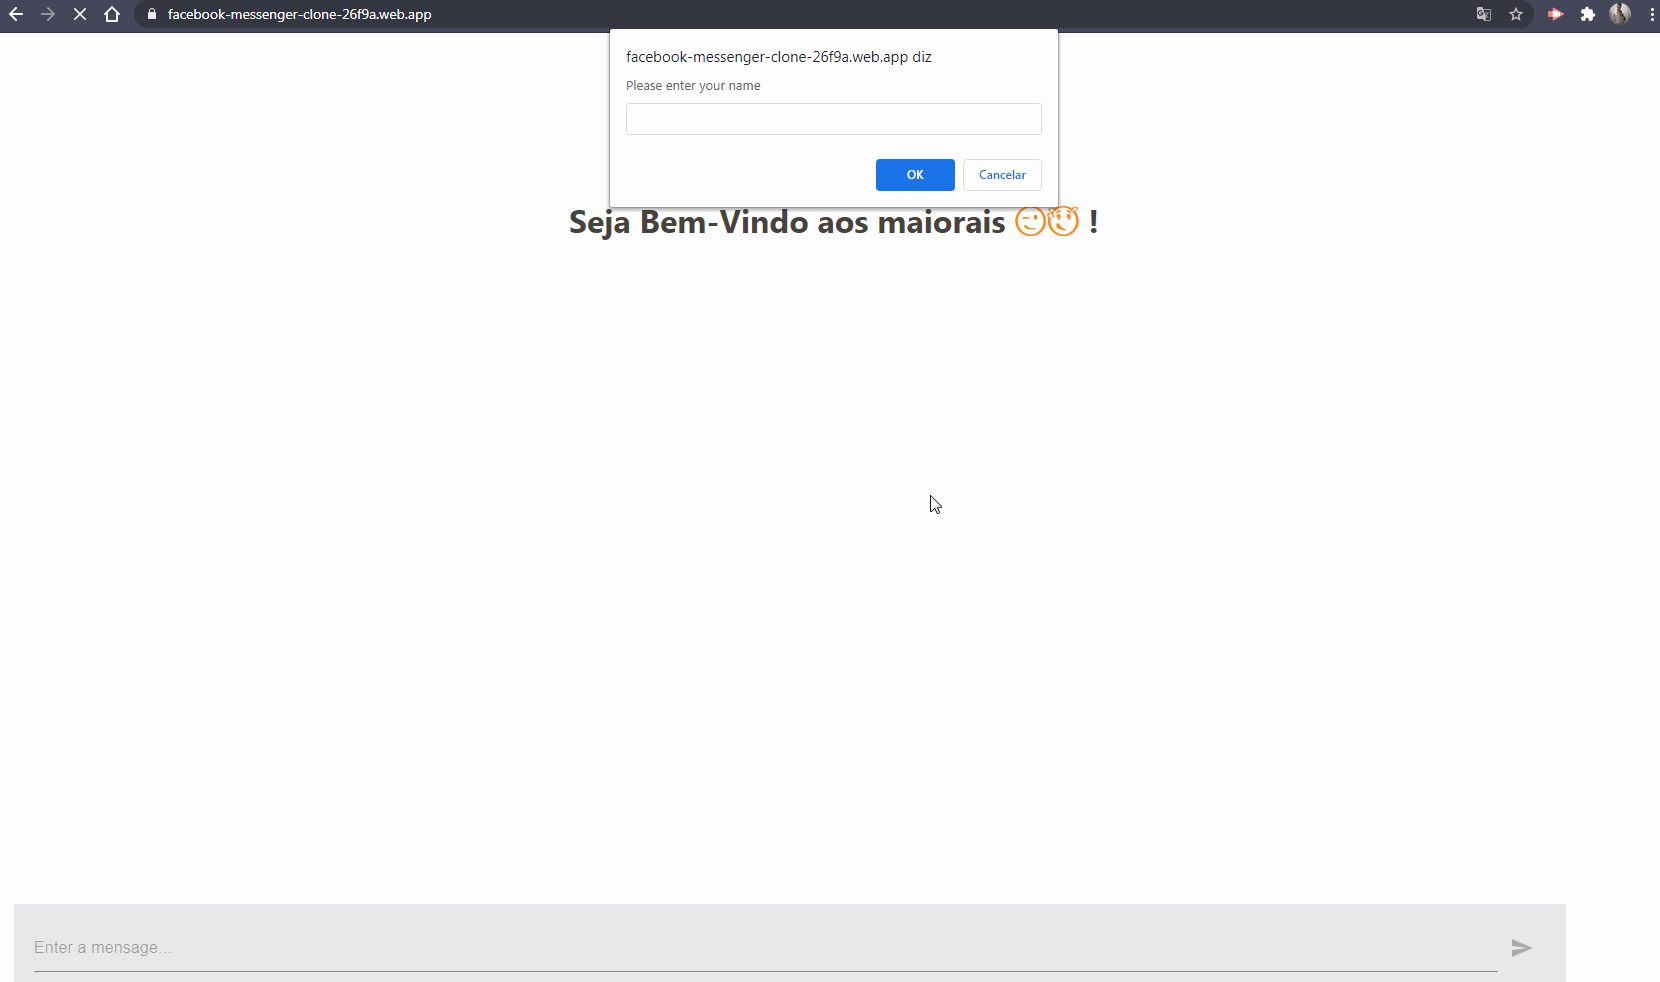 facebook-messenger-clone-26f9a.web.app
facebook-messenger-clone-26f9a.web.app diz
Please enter your name
OK
Cancelar
Seja Bem-Vindo aos maiorais 😉😈 !
Enter a message...